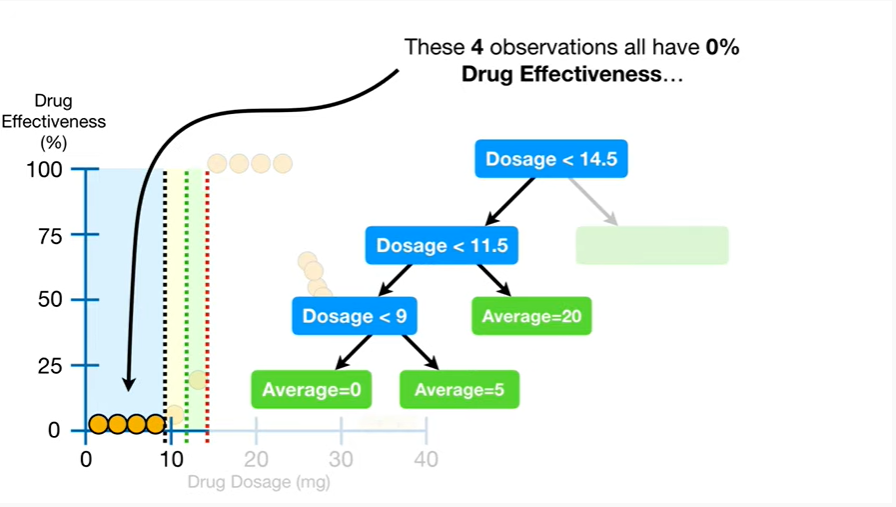 These 4 observations all have 0%
Drug Effectiveness...
Drug
Effectiveness
(%)
100
75
50
25
0
0 10 20 30 40
Drug Dosage (mg)
Dosage < 14.5
Dosage < 11.5
Dosage < 9
Average=20
Average=0
Average=5